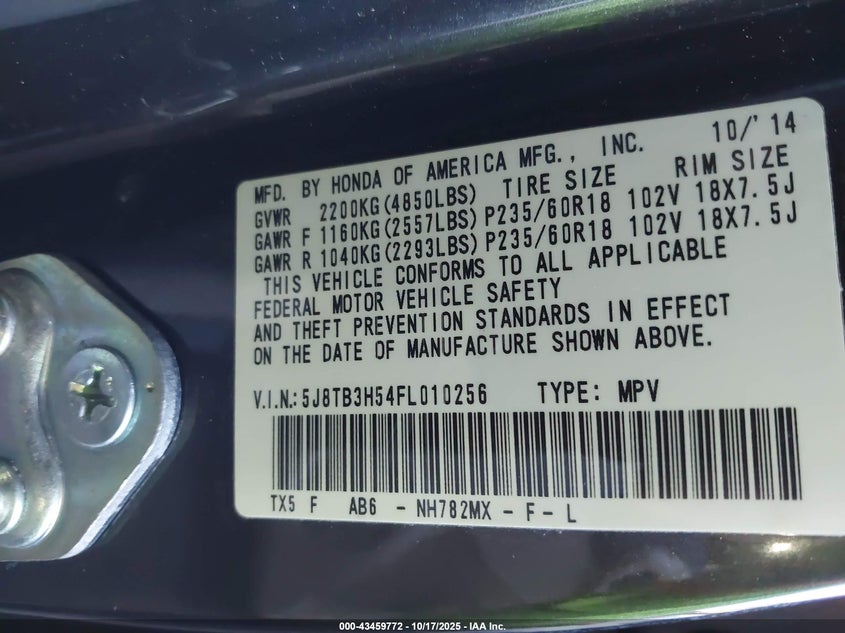 10/'14
MFD. BY HONDA OF AMERICA MFG., INC.
GVWR 2200KG(4850LBS) TIRE SIZE RIM SIZE
GAWR F 1160KG(2557LBS) P235/60R18 102V 18X7.5J
GAWR R 1040KG(2293LBS) P235/60R18 102V 18X7.5J
THIS VEHICLE CONFORMS TO ALL APPLICABLE
FEDERAL MOTOR VEHICLE SAFETY
AND THEFT PREVENTION STANDARDS IN EFFECT
ON THE DATE OF MANUFACTURE SHOWN ABOVE.
V.I.N.: 5J8TB3H54FL010256 TYPE: MPV
TX5 F AB6 - NH782MX - F - L
000-43459772 - 10/17/2025 - IAA Inc.